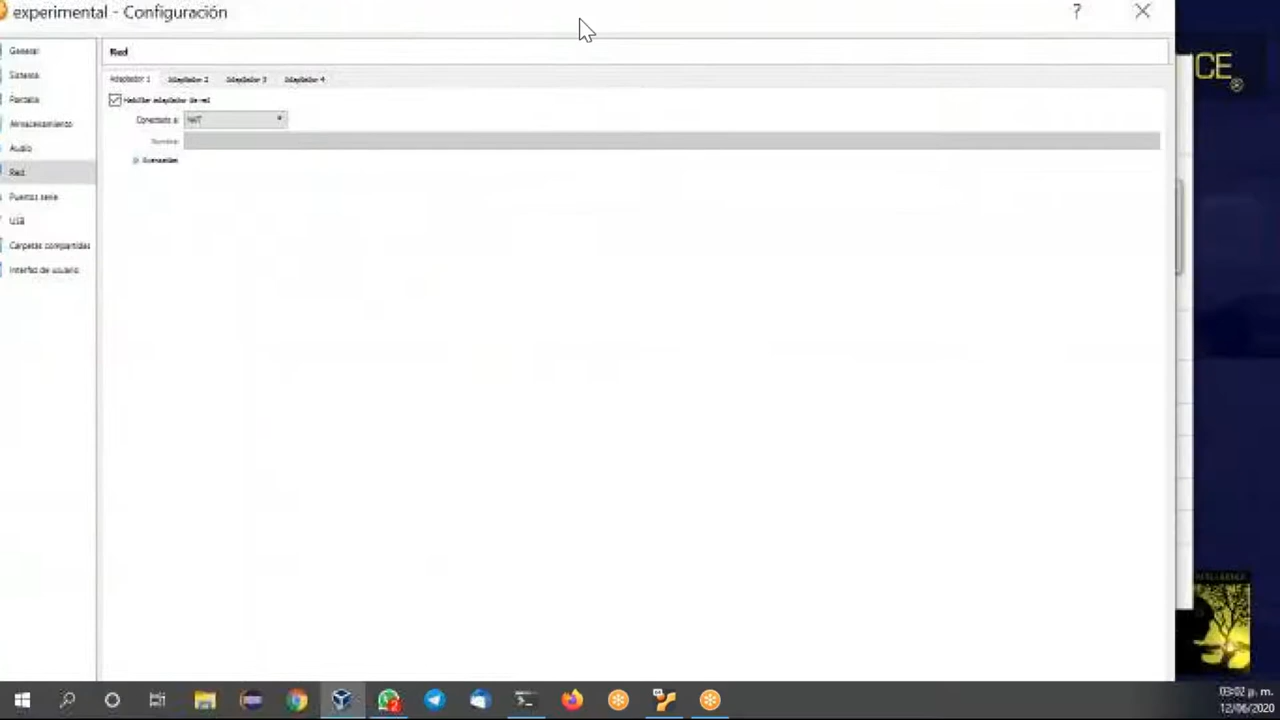 experimental - Configuración
?
General
Sistema
Pantalla
Almacenamiento
Audio
Red
Puertos serie
USB
Carpetas compartidas
Interfaz de usuario
Red
Adaptador 1 Adaptador 2 Adaptador 3 Adaptador 4
Habilitar adaptador de red
Conectado a: NAT
Nombre:
Avanzadas
CE
2
03:02 p. m.
12/06/2020